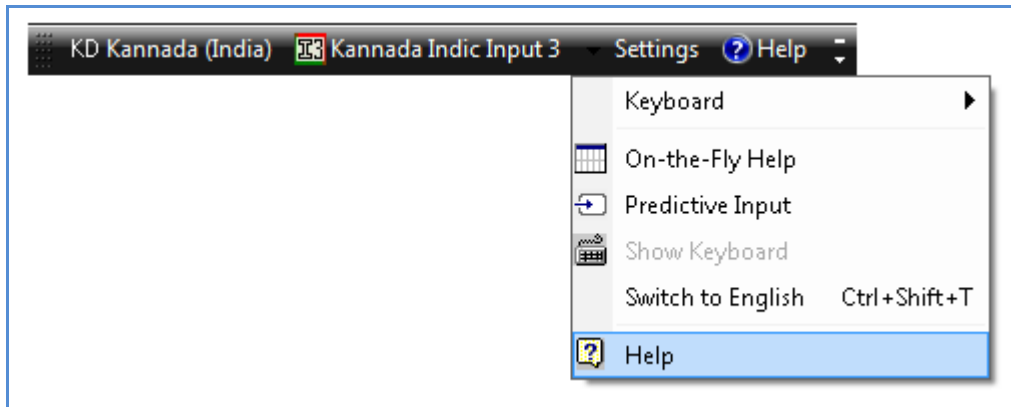 KD Kannada (India) I3 Kannada Indic Input 3 Settings ? Help
Keyboard
On-the-Fly Help
Predictive Input
Show Keyboard
Switch to English Ctrl+Shift+T
? Help